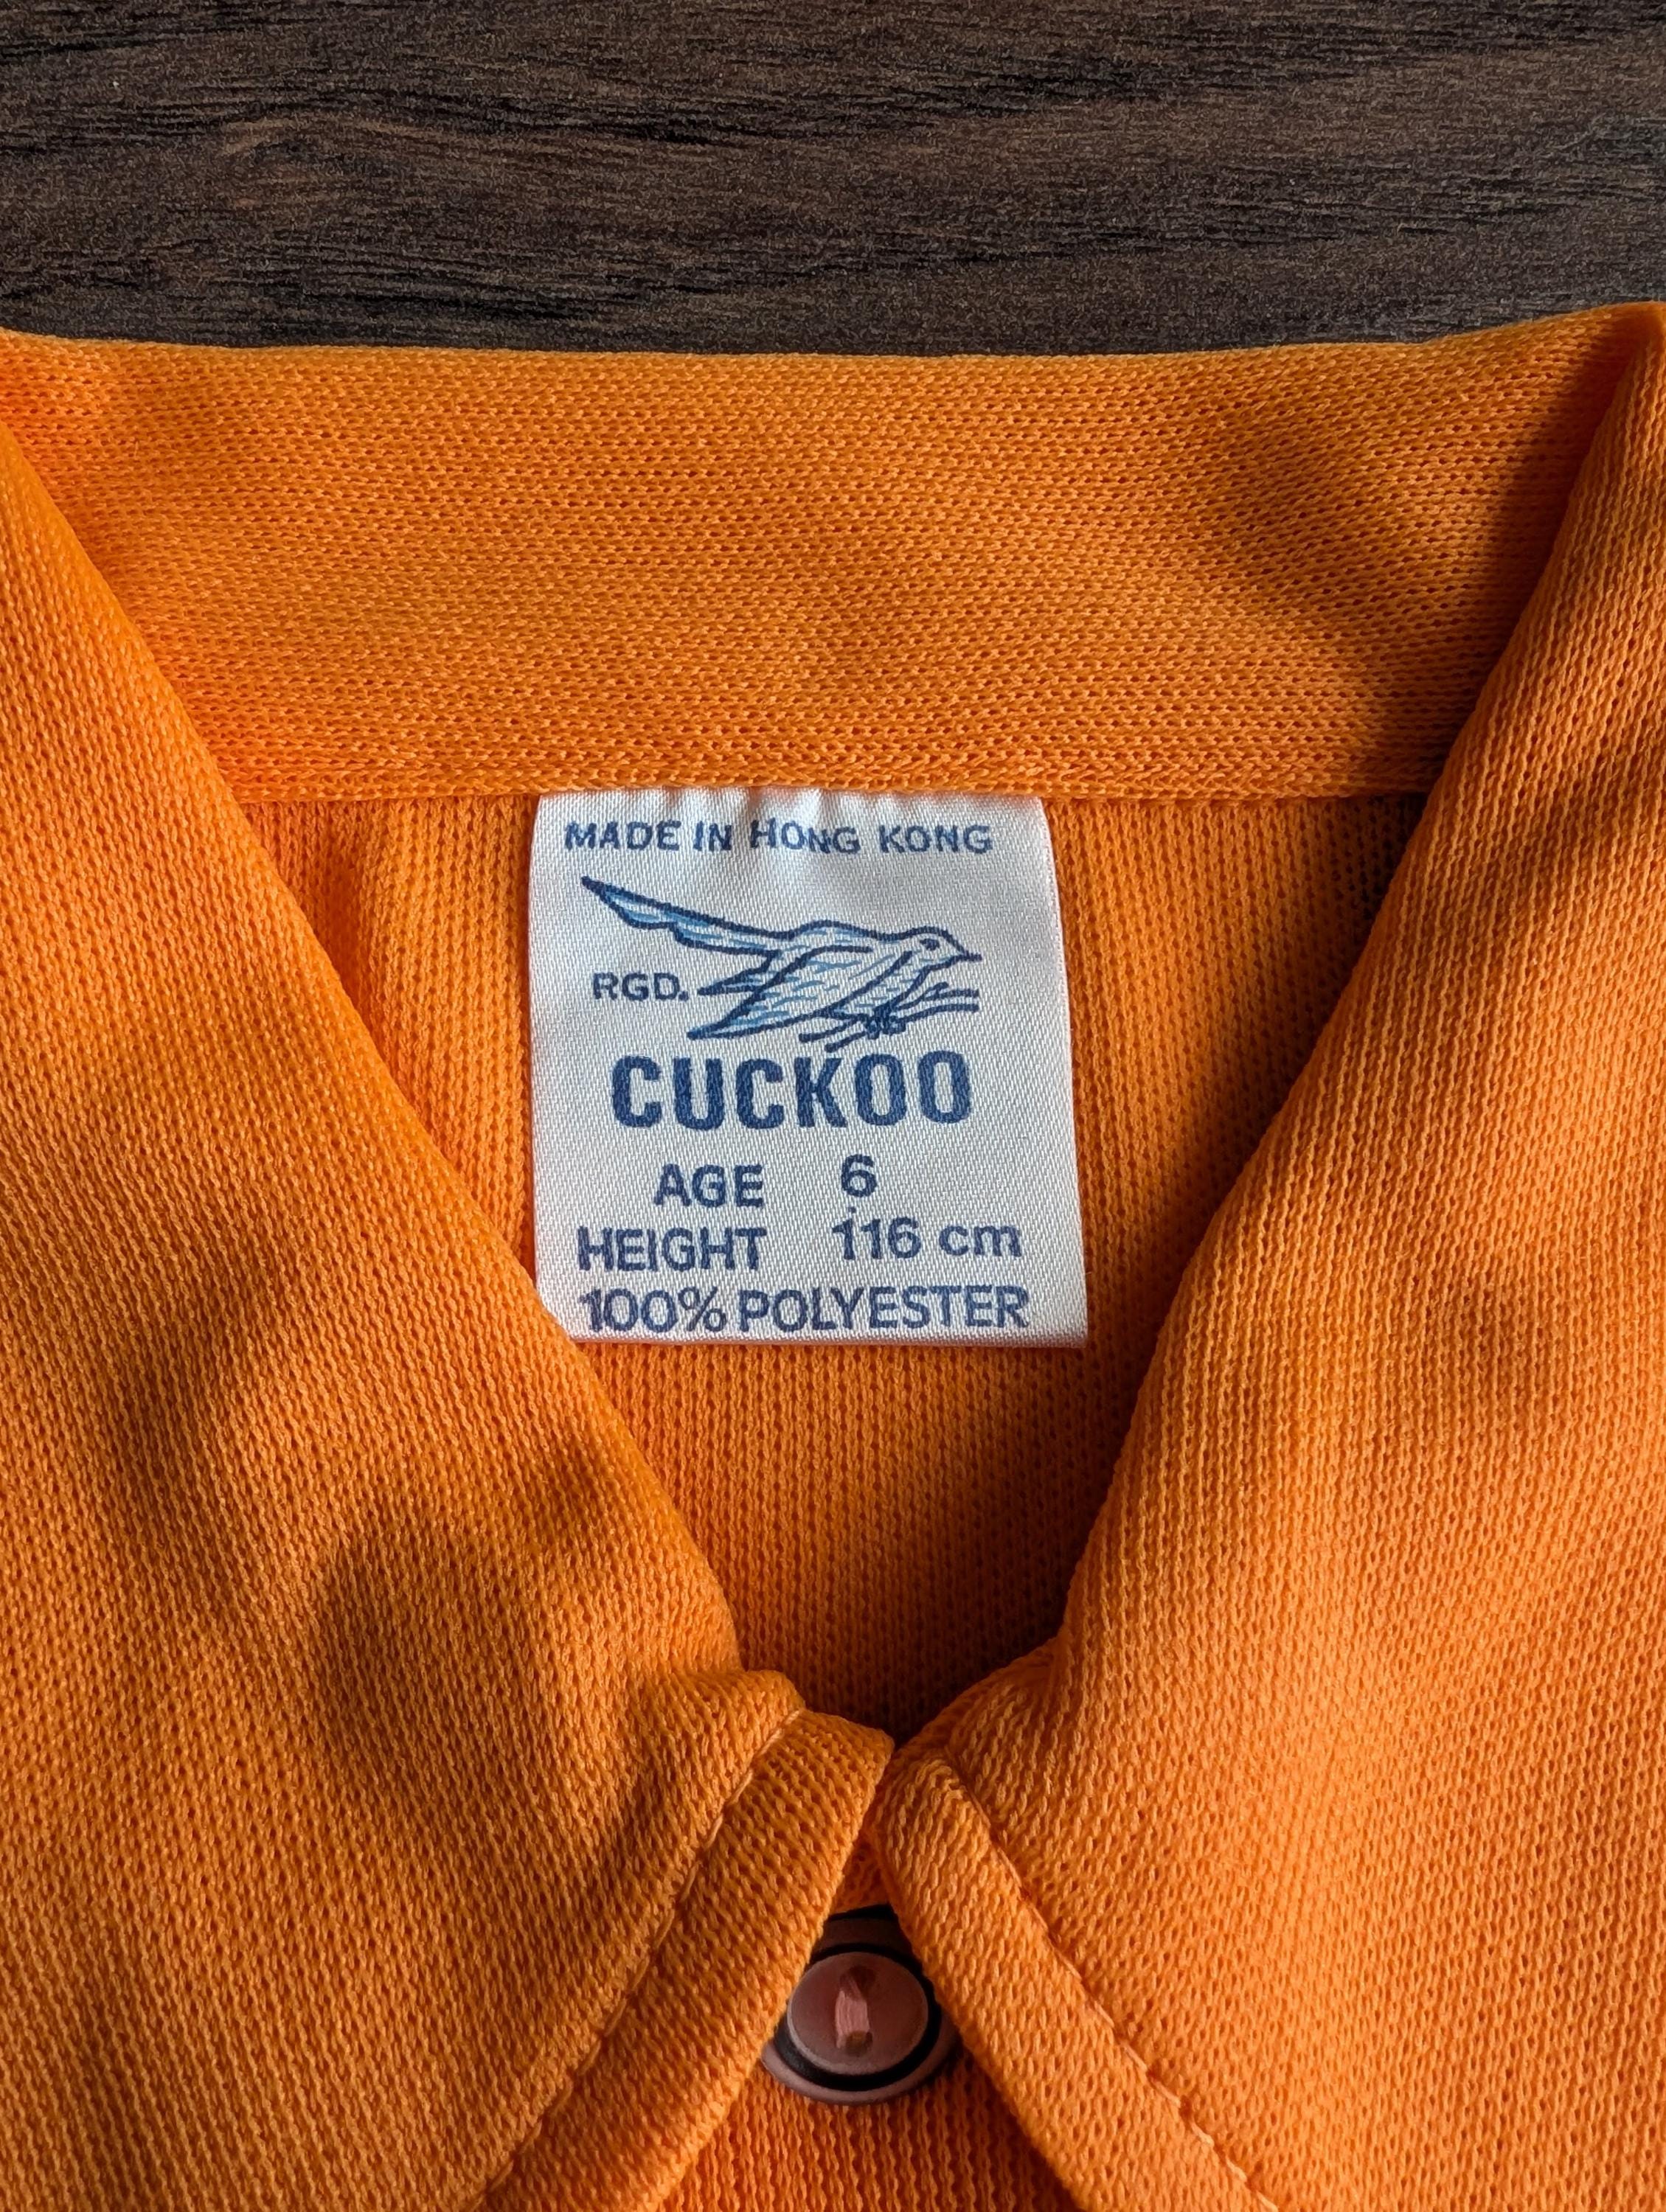 MADE IN HONG KONG
RGD.
CUCKOO
AGE 6
HEIGHT 116 cm
100% POLYESTER